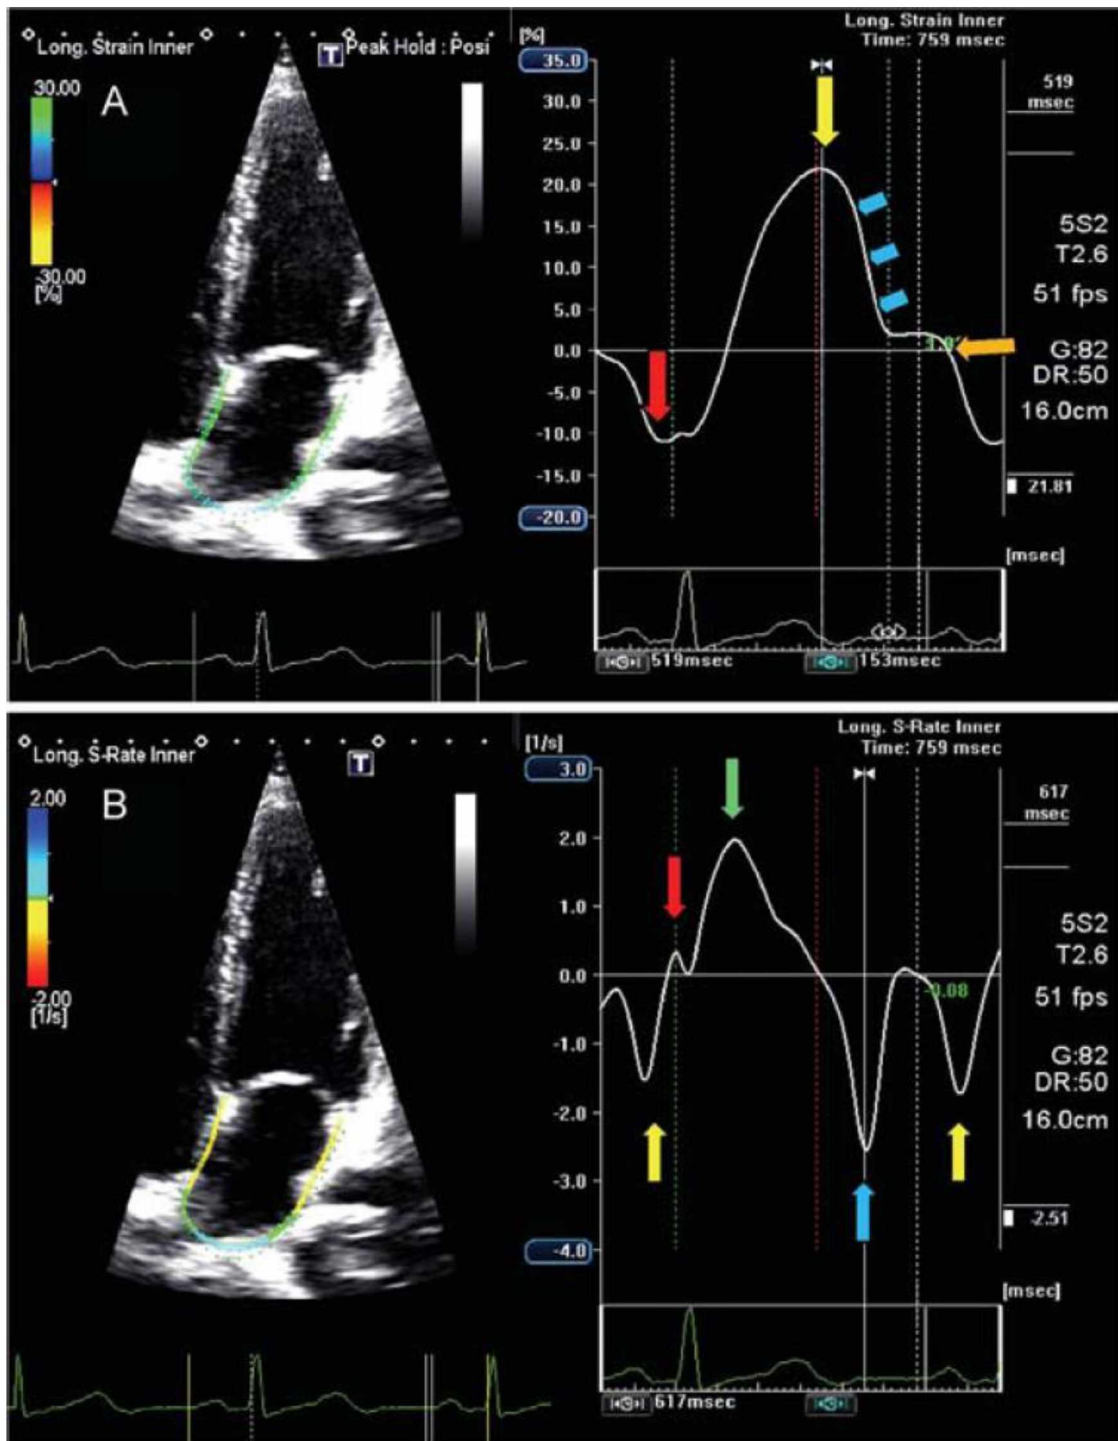 Long. Strain Inner
T Peak Hold : Posi
30.00
A
-30.00
[%]
[%]
Long. Strain Inner
Time: 759 msec
35.0
30.0
25.0
20.0
15.0
10.0
5.0
0.0
-5.0
-10.0
-15.0
-20.0
519
msec
5S2
T2.6
51 fps
G:82
DR:50
16.0cm
21.81
[msec]
519msec
153msec
Long. S-Rate Inner
T
2.00
B
-2.00
[1/s]
[1/s]
Long. S-Rate Inner
Time: 759 msec
3.0
2.0
1.0
0.0
-1.0
-2.0
-3.0
-4.0
-0.08
617
msec
5S2
T2.6
51 fps
G:82
DR:50
16.0cm
-2.51
[msec]
617msec